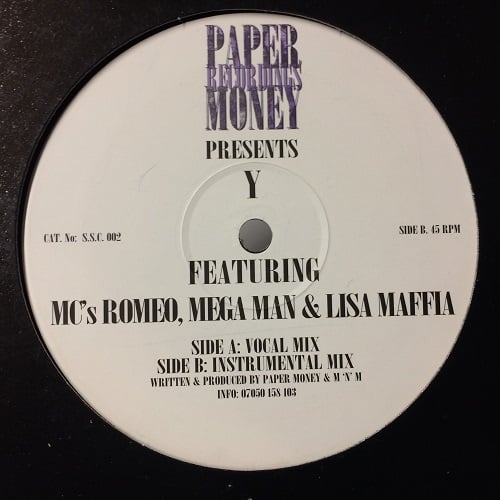 PAPER
RECORDINGS
MONEY
PRESENTS
Y
CAT. No: S.S.C. 002
SIDE B. 45 RPM
FEATURING
MC's ROMEO, MEGA MAN & LISA MAFFIA
SIDE A: VOCAL MIX
SIDE B: INSTRUMENTAL MIX
WRITTEN & PRODUCED BY PAPER MONEY & M 'N' M
INFO: 07050 158 103